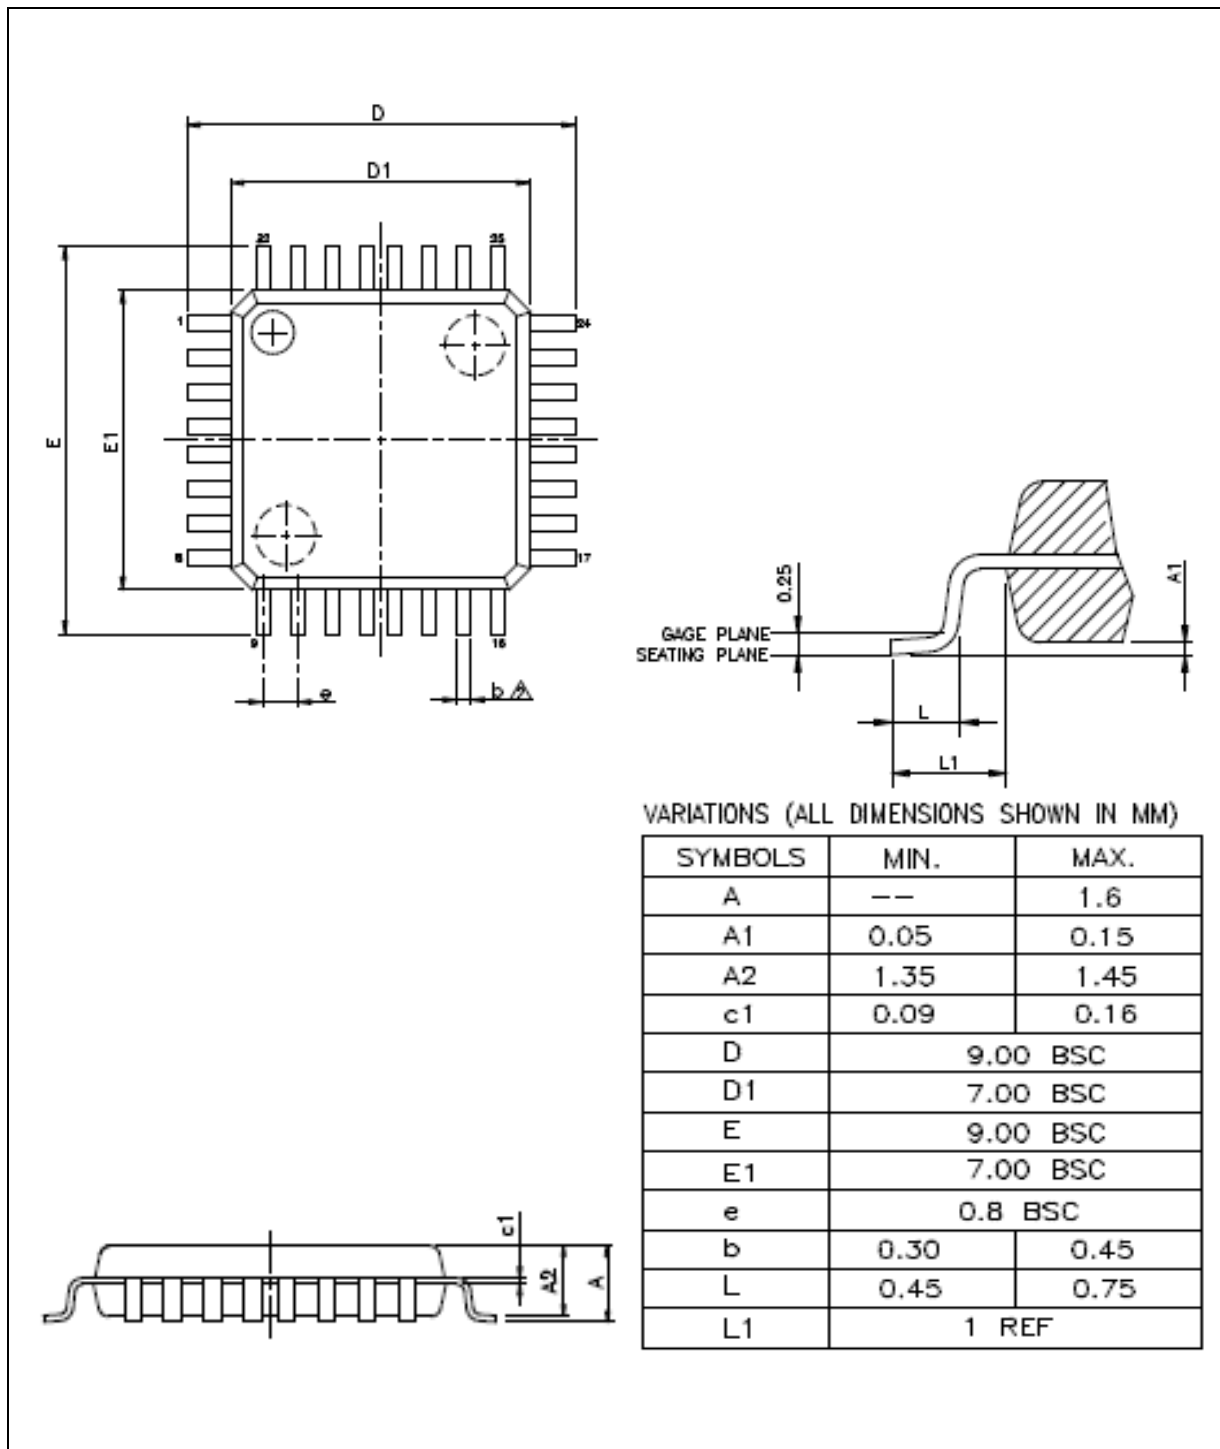 D
D1
25
1
24
E
E1
17
9
16
e
b
0.25
A1
GAGE PLANE
SEATING PLANE
L
L1
VARIATIONS (ALL DIMENSIONS SHOWN IN MM)
SYMBOLS MIN. MAX.
A -- 1.6
A1 0.05 0.15
A2 1.35 1.45
c1 0.09 0.16
D 9.00 BSC
D1 7.00 BSC
E 9.00 BSC
E1 7.00 BSC
e 0.8 BSC
b 0.30 0.45
L 0.45 0.75
L1 1 REF
c1
A2
A